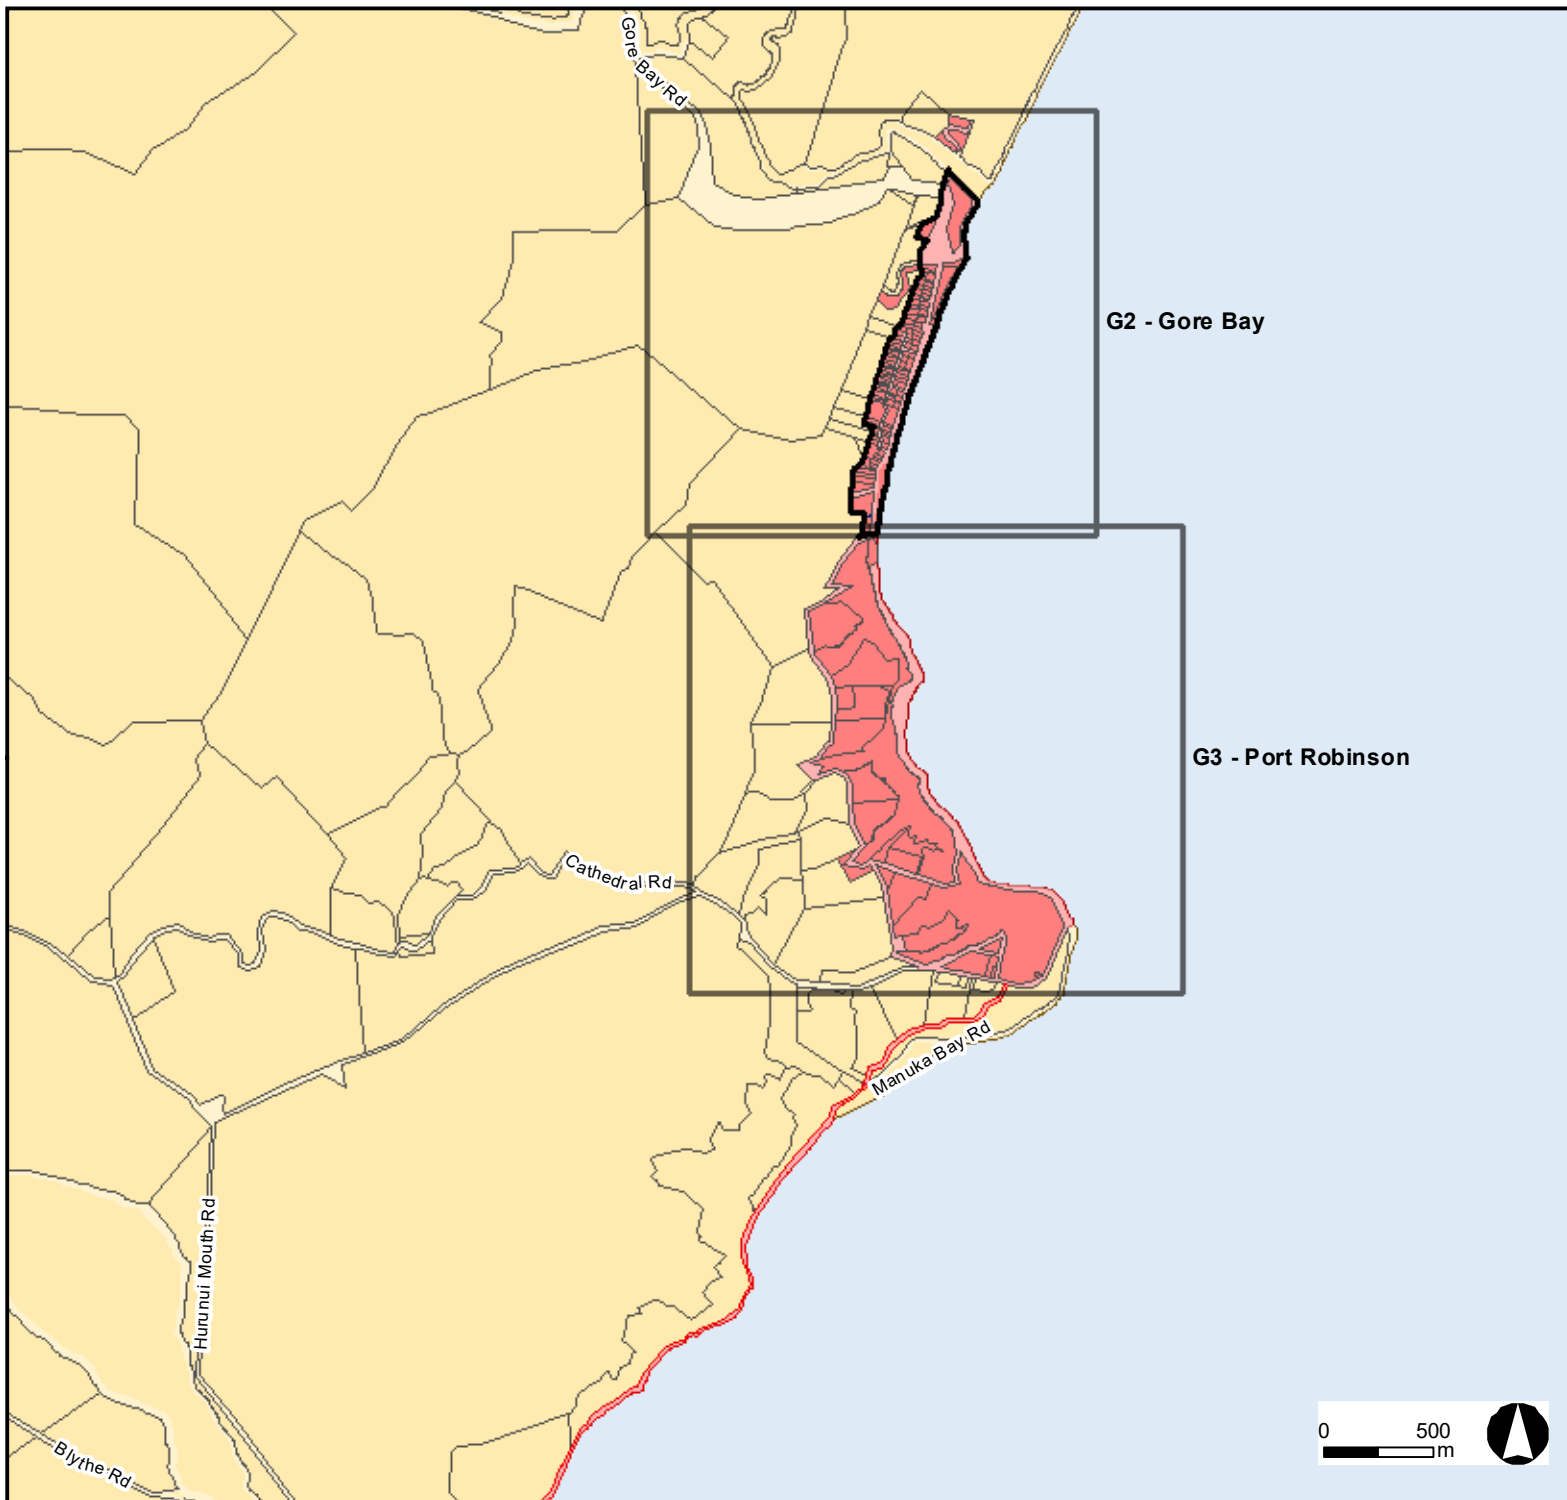 Gore Bay Rd
G2 - Gore Bay
G3 - Port Robinson
Cathedral Rd
Manuka Bay Rd
Hurunui Mouth Rd
Blythe Rd
0 500
m